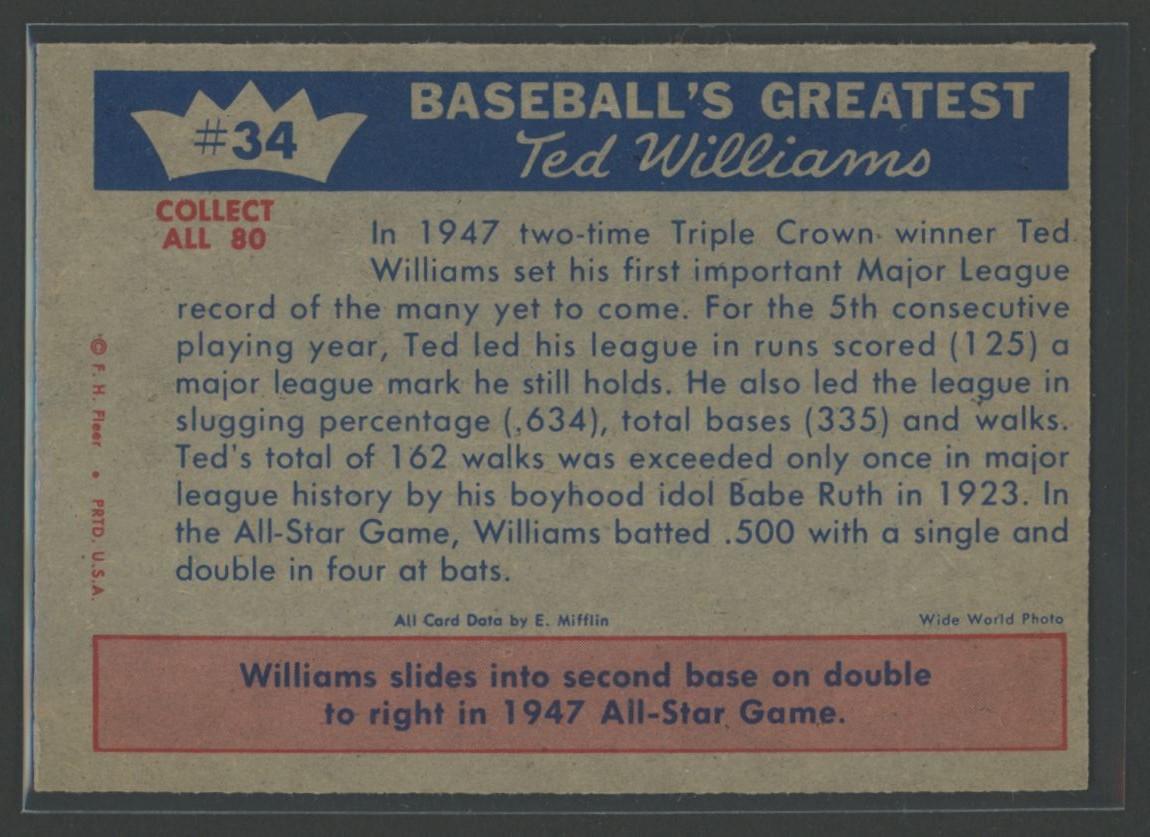 #34
BASEBALL'S GREATEST
Ted Williams
COLLECT
ALL 80
In 1947 two-time Triple Crown winner Ted
Williams set his first important Major League
record of the many yet to come. For the 5th consecutive
playing year, Ted led his league in runs scored (125) a
major league mark he still holds. He also led the league in
slugging percentage (.634), total bases (335) and walks.
Ted's total of 162 walks was exceeded only once in major
league history by his boyhood idol Babe Ruth in 1923. In
the All-Star Game, Williams batted .500 with a single and
double in four at bats.
© F. H. Fleer • PRTD. U.S.A.
All Card Data by E. Mifflin
Wide World Photo
Williams slides into second base on double
to right in 1947 All-Star Game.